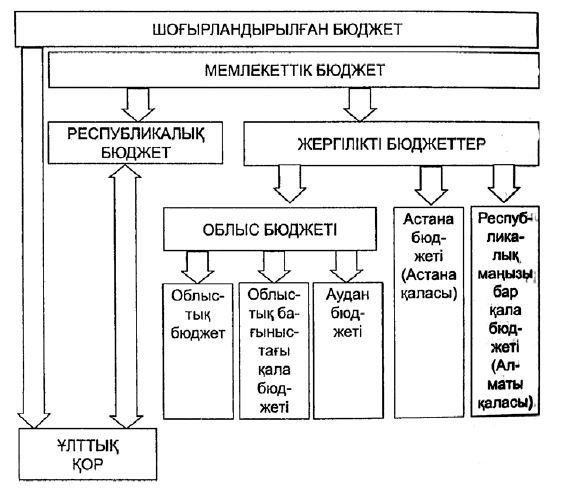 ШОҒЫРЛАНДЫРЫЛҒАН БЮДЖЕТ
МЕМЛЕКЕТТІК БЮДЖЕТ
РЕСПУБЛИКАЛЫҚ
БЮДЖЕТ
ЖЕРГІЛІКТІ БЮДЖЕТТЕР
ОБЛЫС БЮДЖЕТІ
Астана
бюд-
жеті
(Астана
қаласы)
Респуб-
лика-
лық
маңызы
бар
қала
бюд-
жеті
(Ал-
маты
қаласы)
Облыс-
тық
бюджет
Облыс-
тық ба-
ғыныс-
тағы
қала
бюд-
жеті
Аудан
бюд-
жеті
ҰЛТТЫҚ
ҚОР